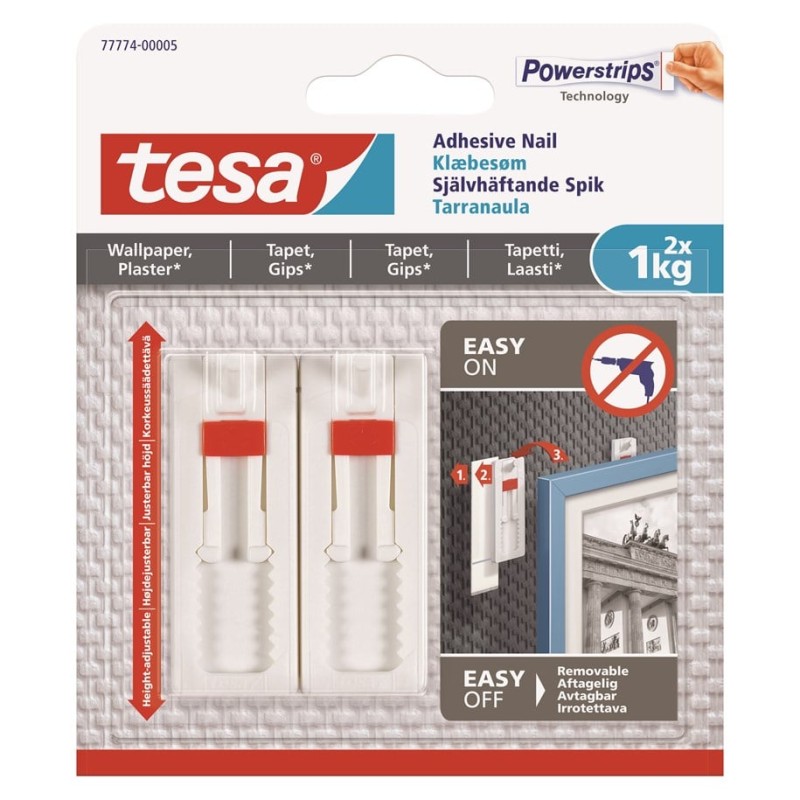 77774-00005
Powerstrips®
Technology
tesa®
Adhesive Nail
Klæbesøm
Självhäftande Spik
Tarranaula
Wallpaper,
Plaster*
Tapet,
Gips*
Tapet,
Gips*
Tapetti,
Laasti*
2x
1kg
Height-adjustable | Højdejusterbar | Justerbar höjd | Korkeussäädettävä
EASY
ON
1.
2.
3.
EASY
OFF
Removable
Aftagelig
Avtagbar
Irrotettava